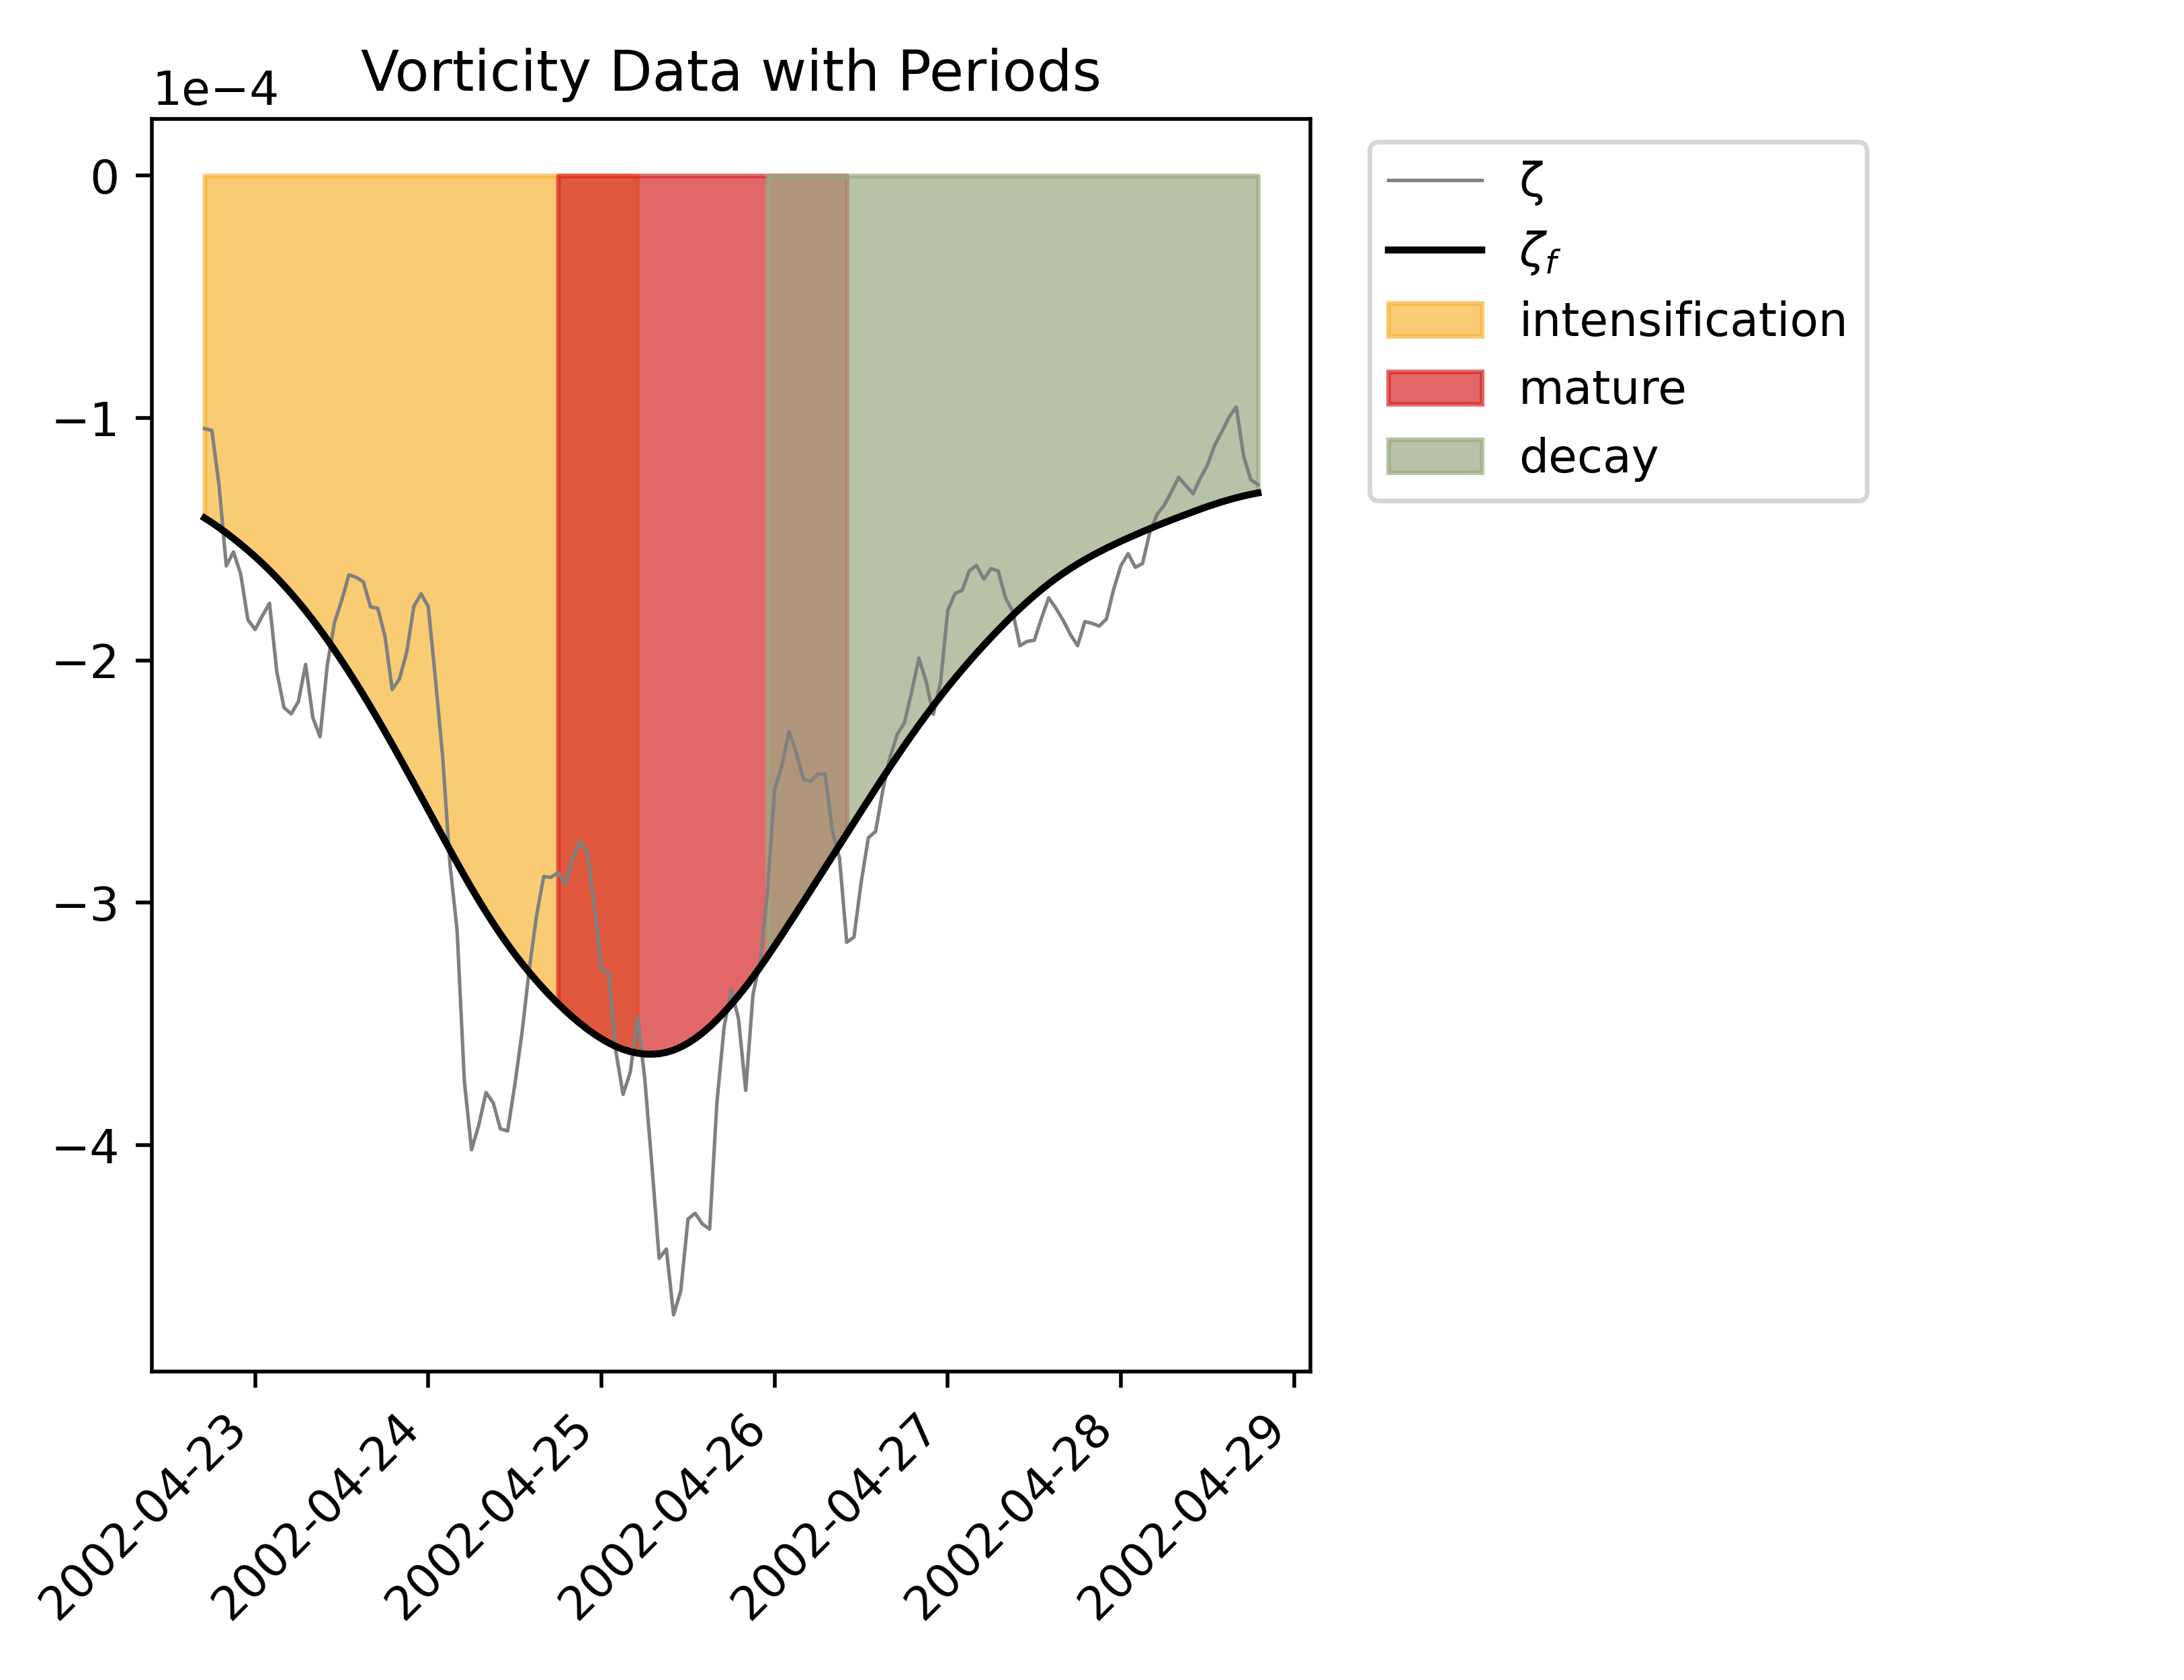 Vorticity Data with Periods
1e−4
0
−1
−2
−3
−4
2002-04-23
2002-04-24
2002-04-25
2002-04-26
2002-04-27
2002-04-28
2002-04-29
ζ
ζf
intensification
mature
decay